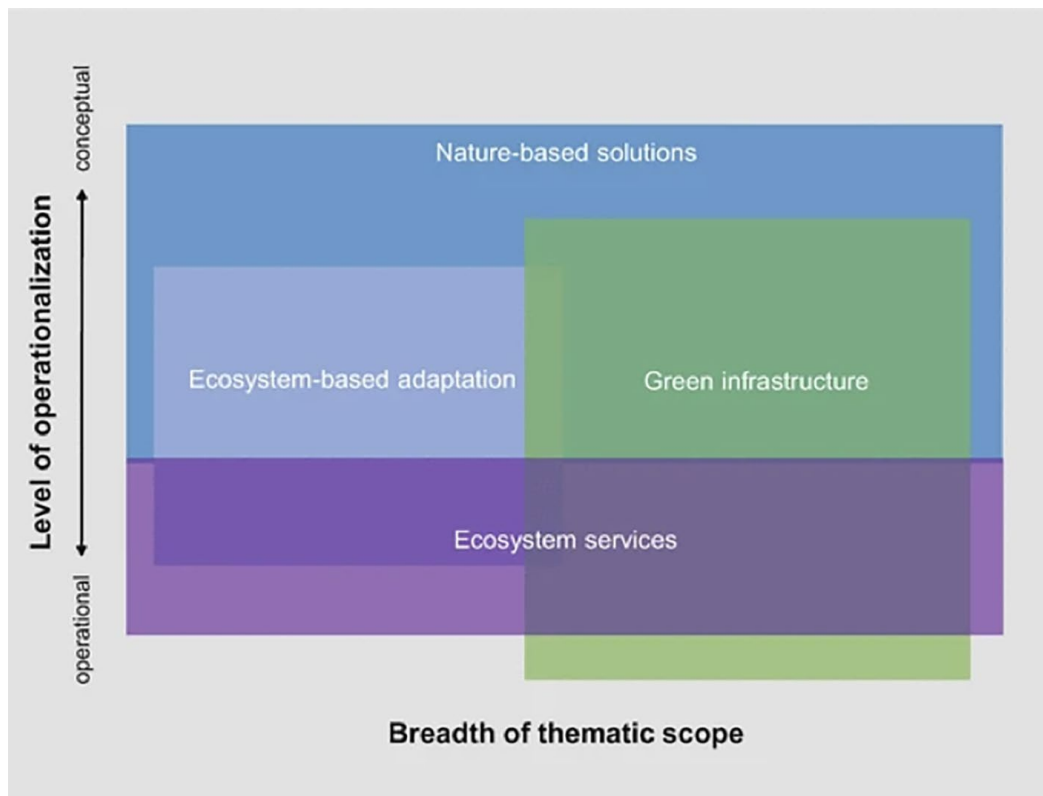 conceptual
Level of operationalization
operational
Nature-based solutions
Ecosystem-based adaptation
Green infrastructure
Ecosystem services
Breadth of thematic scope